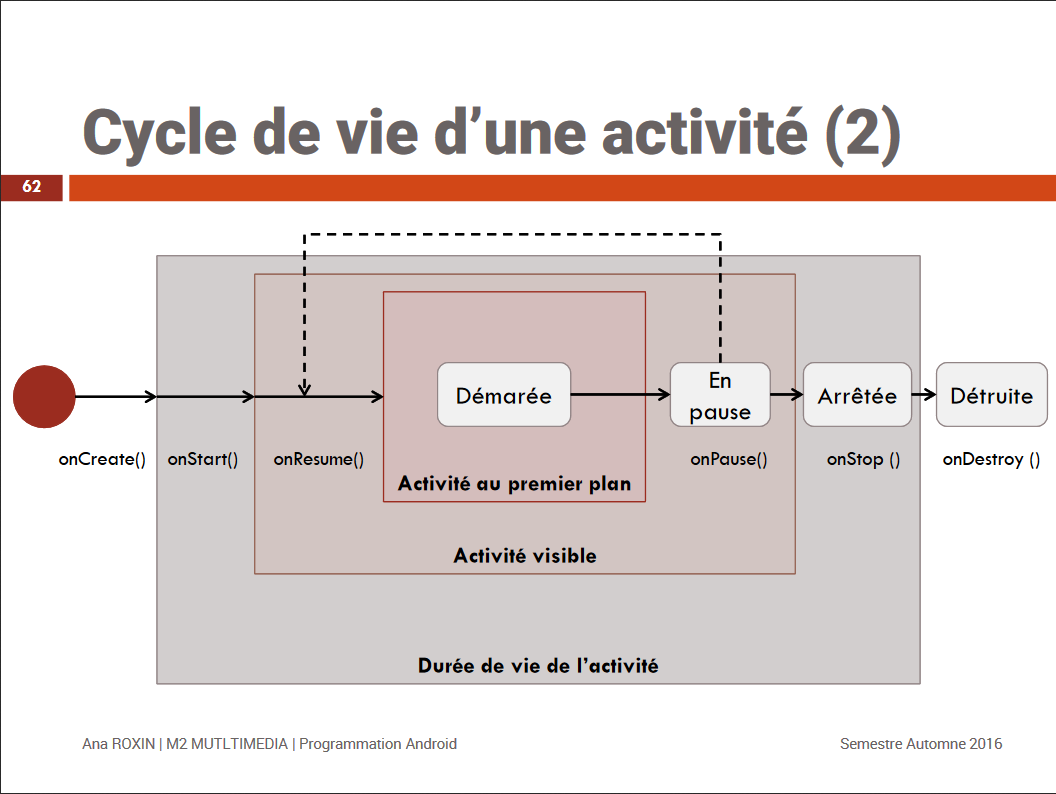 Cycle de vie d’une activité (2)
62
Démarée
En
pause
Arrêtée
Détruite
onCreate()
onStart()
onResume()
onPause()
onStop ()
onDestroy ()
Activité au premier plan
Activité visible
Durée de vie de l’activité
Ana ROXIN | M2 MUTLTIMEDIA | Programmation Android
Semestre Automne 2016